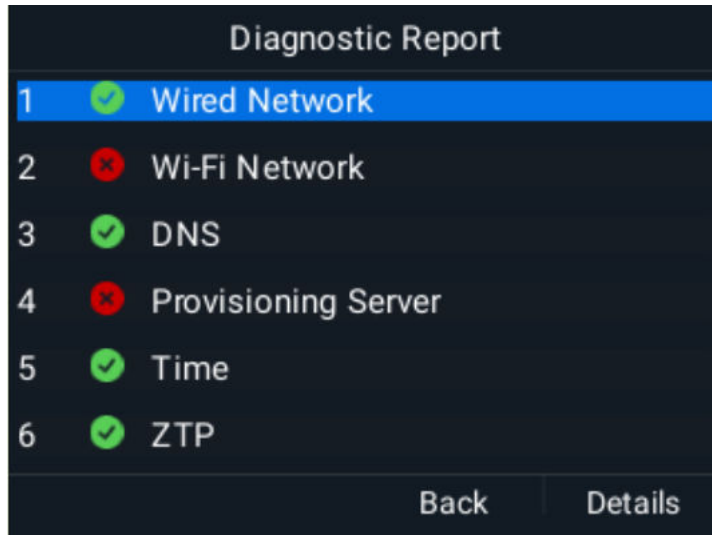 Diagnostic Report
1 Wired Network
2 Wi-Fi Network
3 DNS
4 Provisioning Server
5 Time
6 ZTP
Back Details